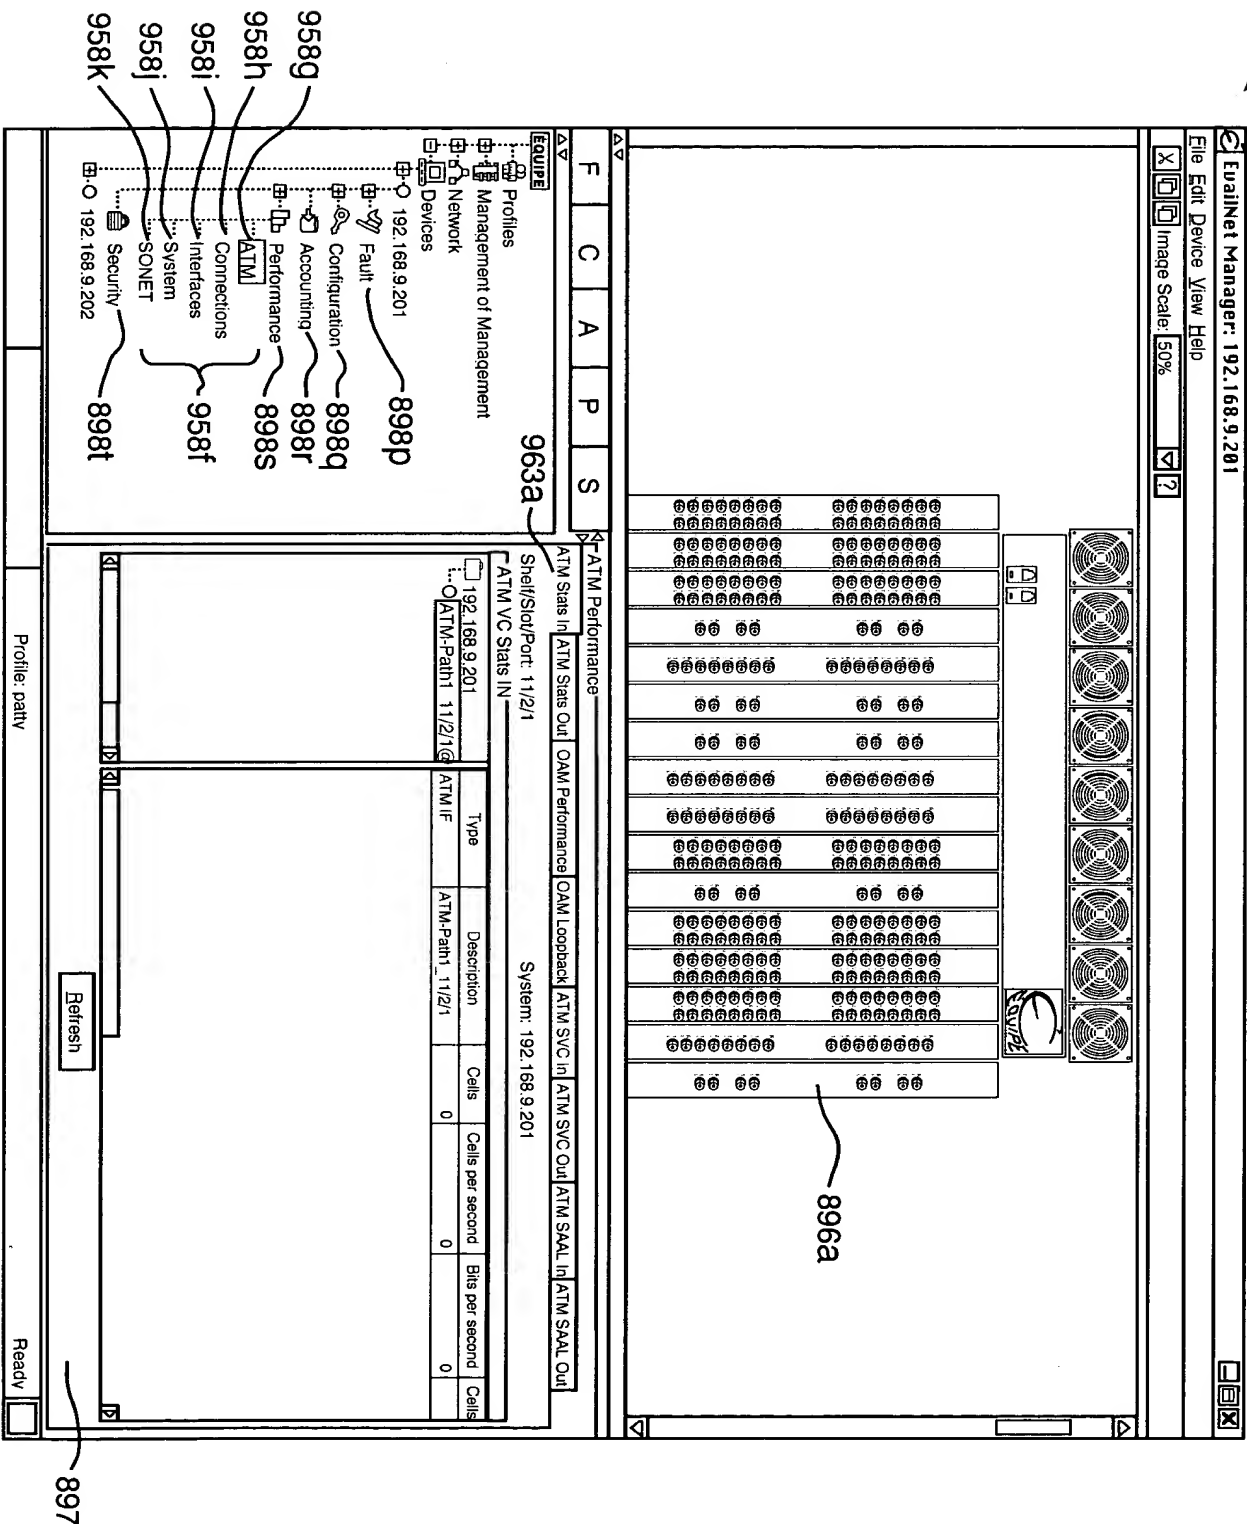 EuailNet Manager: 192.168.9.201
File Edit Device View Help
X Image Scale: 50% ?
EQUIPE
896a
F C A P S
EQUIPE
Profiles
Management of Management
Network
Devices
192.168.9.201
Fault
Configuration
Accounting
Performance
ATM
Connections
Interfaces
System
SONET
Security
192.168.9.202
898p
898q
898r
898s
958f
898t
958g
958h
958i
958j
958k
963a
ATM Performance
ATM Stats In ATM Stats Out OAM Performance OAM Loopback ATM SVC In ATM SVC Out ATM SAAL In ATM SAAL Out
Shelf/Slot/Port: 11/2/1 System: 192.168.9.201
ATM VC Stats IN
192.168.9.201
ATM-Path1_11/2/1@
Type Description Cells Cells per second Bits per second Cells
ATM IF ATM-Path1_11/2/1 0 0 0
Refresh
897
Profile: patty Ready